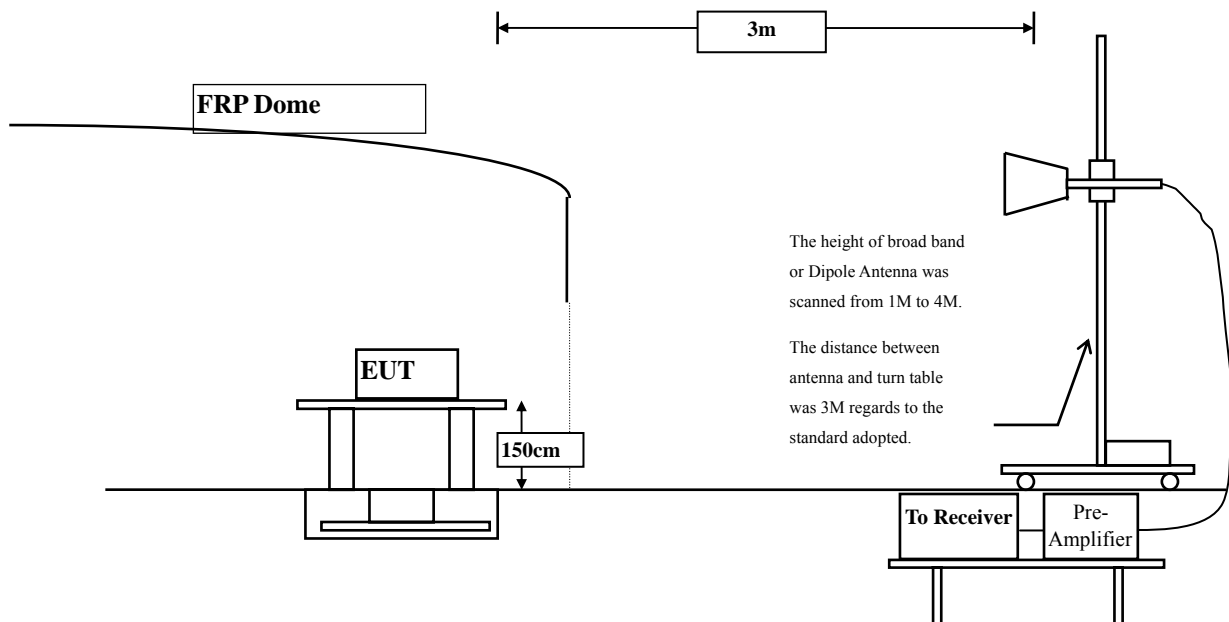 3m
FRP Dome
The height of broad band
or Dipole Antenna was
scanned from 1M to 4M.
The distance between
antenna and turn table
was 3M regards to the
standard adopted.
EUT
150cm
To Receiver
Pre-
Amplifier